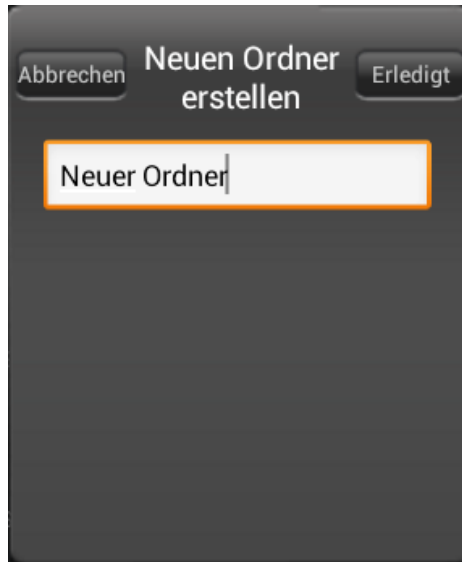 Abbrechen
Neuen Ordner
erstellen
Erledigt
Neuer Ordner